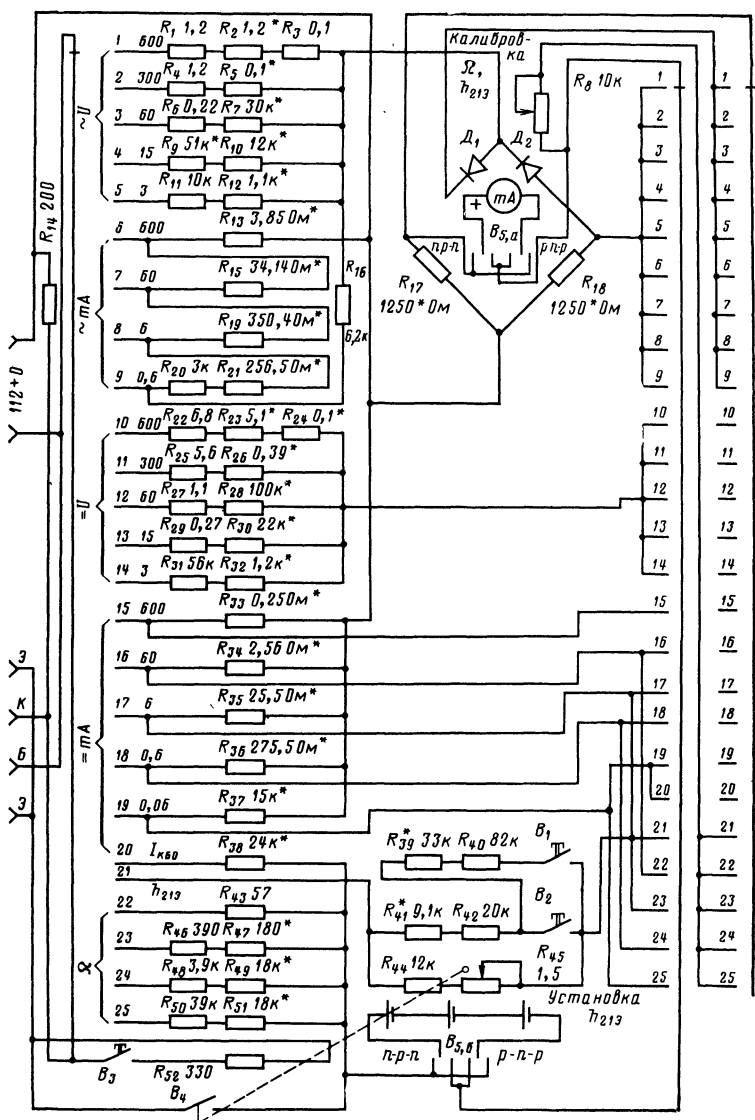 R1 1,2 R2 1,2* R3 0,1
1 600
R4 1,2 R5 0,1*
2 300
R6 0,22 R7 30к*
3 60
R9 51к* R10 12к*
4 15
R11 10к R12 1,1к*
5 3
~U
R13 3,85Ом*
6 600
R14 200
R15 34,14Ом*
7 60
R16
6,2к
R19 350,4Ом*
8 6
R20 3к R21 256,5Ом*
9 0,6
~mA
112+0
R22 6,8 R23 5,1* R24 0,1*
10 600
R25 5,6 R26 0,39*
11 300
R27 1,1 R28 100к*
12 60
R29 0,27 R30 22к*
13 15
R31 56к R32 1,2к*
14 3
=U
R33 0,25Ом*
15 600
R34 2,56Ом*
16 60
R35 25,5Ом*
17 6
R36 275,5Ом*
18 0,6
R37 15к*
19 0,06
=mA
R38 24к*
20 Iкбо
21
h21э
R43 57
22
R46 390 R47 180*
23
R48 3,9к R49 18к*
24
R50 39к R51 18к*
25
Ω
Э
К
Б
Э
В3
R52 330
В4
Калибров-
ка
Ω,
h21э
R8 10к
Д1 Д2
+ mA
В5,а
n-p-n
p n-p
R17
1250*Ом
R18
1250*Ом
1 1
2 2
3 3
4 4
5 5
6 6
7 7
8 8
9 9
10 10
11 11
12 12
13 13
14 14
15 15
16 16
17 17
18 18
19 19
20 20
21 21
22 22
23 23
24 24
25 25
R39* 33к R40 82к В1
R41* 9,1к R42 20к В2
R44 12к R45
1,5
Установка
h21э
n-p-n В5,б p-n-p